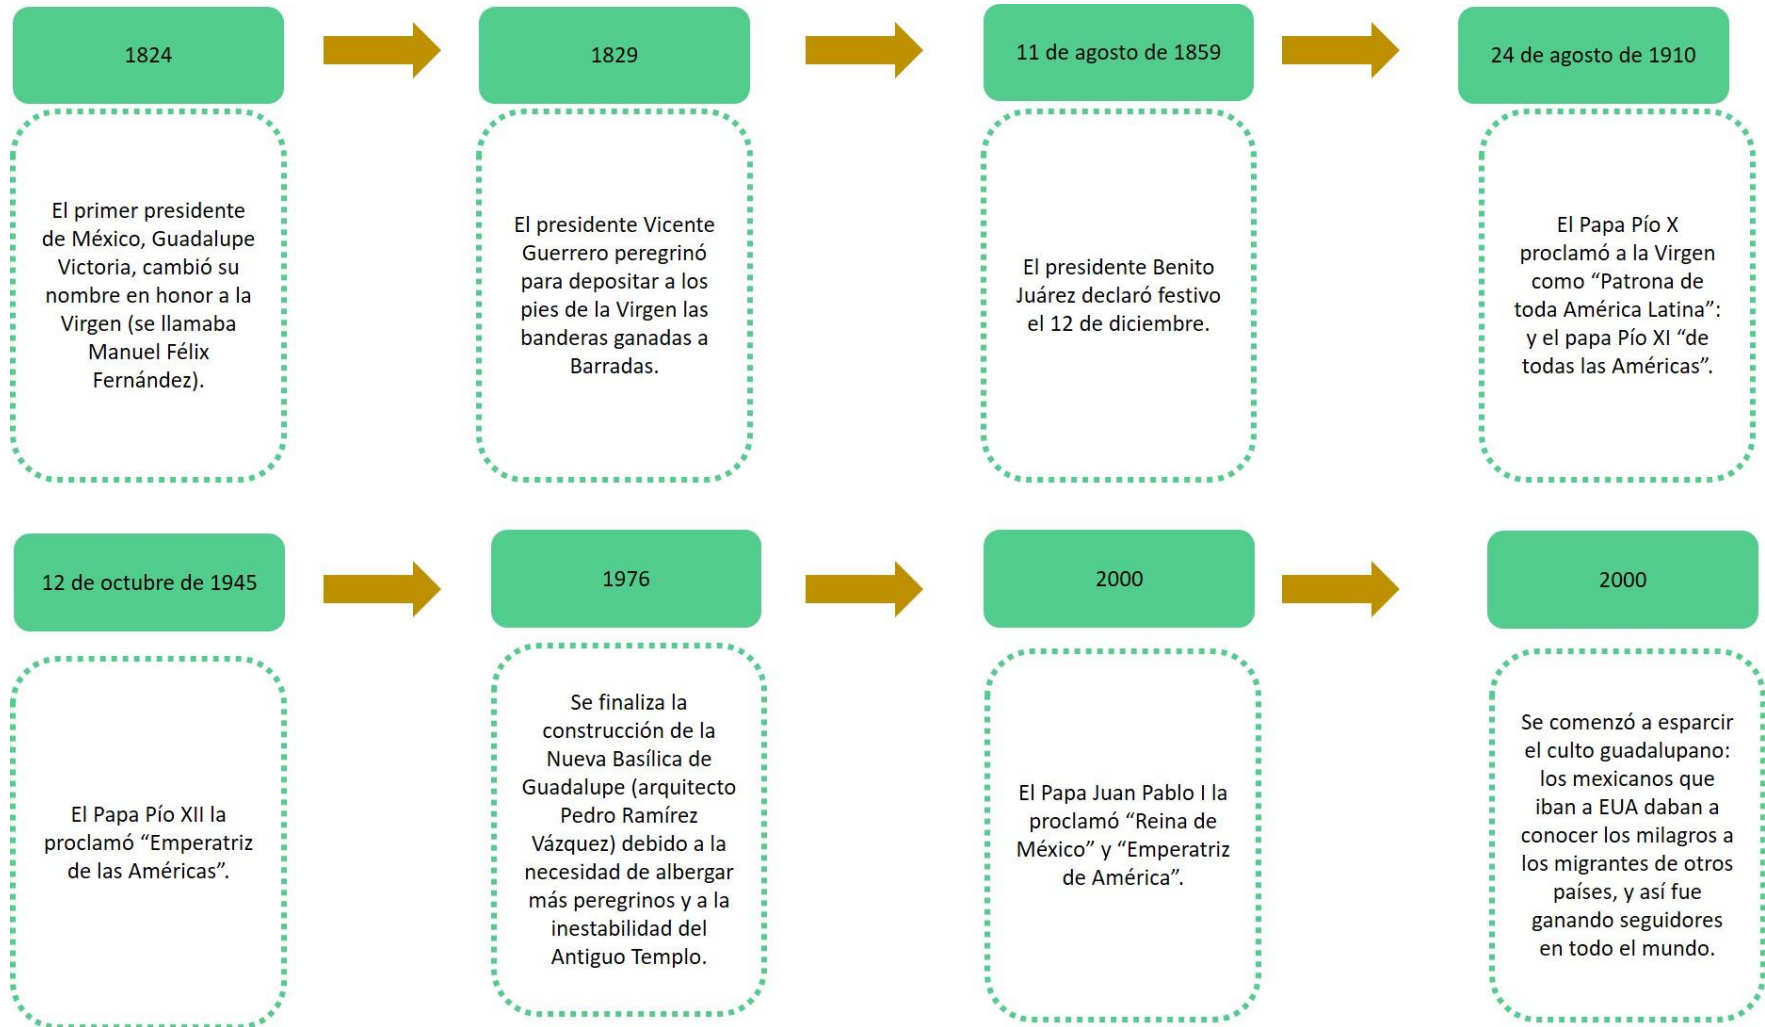 1824
El primer presidente
de México, Guadalupe
Victoria, cambió su
nombre en honor a la
Virgen (se llamaba
Manuel Félix
Fernández).
1829
El presidente Vicente
Guerrero peregrinó
para depositar a los
pies de la Virgen las
banderas ganadas a
Barradas.
11 de agosto de 1859
El presidente Benito
Juárez declaró festivo
el 12 de diciembre.
24 de agosto de 1910
El Papa Pío X
proclamó a la Virgen
como “Patrona de
toda América Latina”:
y el papa Pío XI “de
todas las Américas”.
12 de octubre de 1945
El Papa Pío XII la
proclamó “Emperatriz
de las Américas”.
1976
Se finaliza la
construcción de la
Nueva Basílica de
Guadalupe (arquitecto
Pedro Ramírez
Vázquez) debido a la
necesidad de albergar
más peregrinos y a la
inestabilidad del
Antiguo Templo.
2000
El Papa Juan Pablo I la
proclamó “Reina de
México” y “Emperatriz
de América”.
2000
Se comenzó a esparcir
el culto guadalupano:
los mexicanos que
iban a EUA daban a
conocer los milagros a
los migrantes de otros
países, y así fue
ganando seguidores
en todo el mundo.